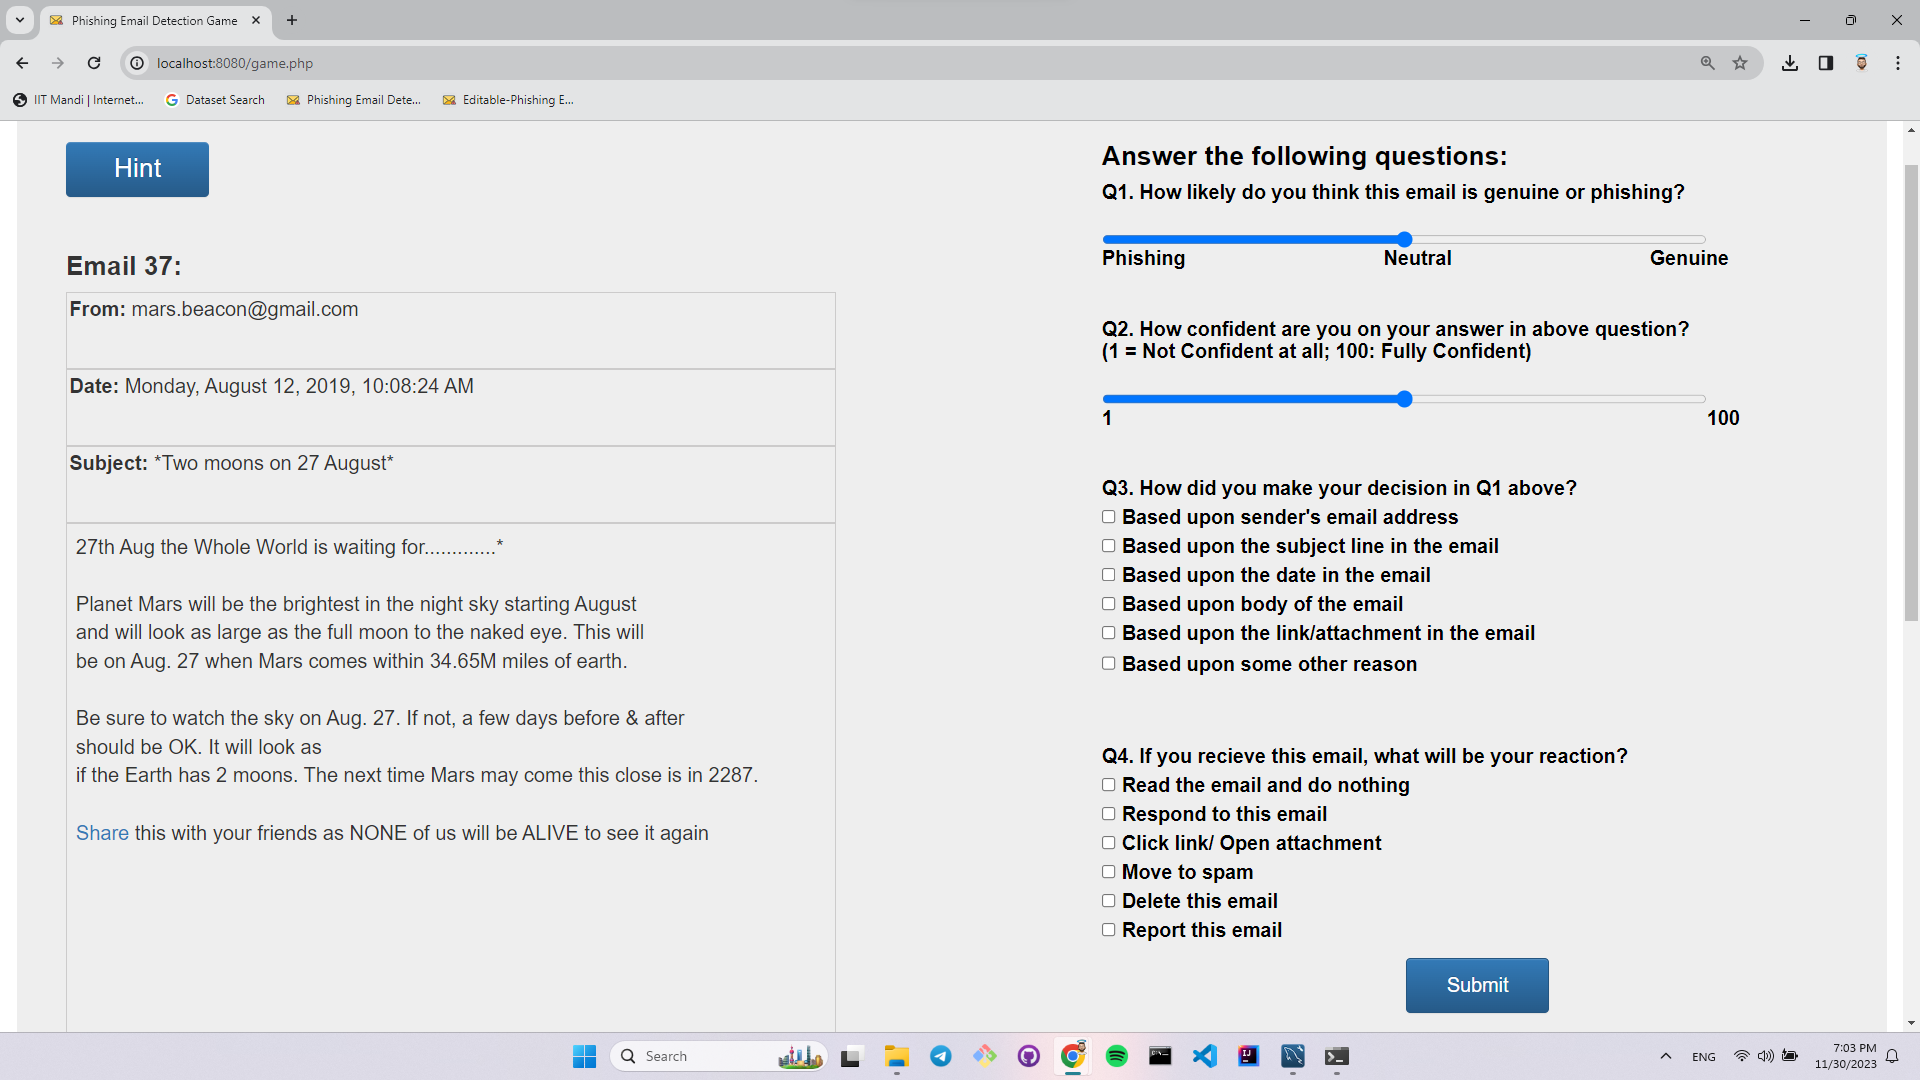 Phishing Email Detection Game
localhost:8080/game.php
IIT Mandi | Internet...
Dataset Search
Phishing Email Dete...
Editable-Phishing E...
Hint
Email 37:
From: mars.beacon@gmail.com
Date: Monday, August 12, 2019, 10:08:24 AM
Subject: *Two moons on 27 August*
27th Aug the Whole World is waiting for.............*
Planet Mars will be the brightest in the night sky starting August
and will look as large as the full moon to the naked eye. This will
be on Aug. 27 when Mars comes within 34.65M miles of earth.
Be sure to watch the sky on Aug. 27. If not, a few days before & after
should be OK. It will look as
if the Earth has 2 moons. The next time Mars may come this close is in 2287.
Share this with your friends as NONE of us will be ALIVE to see it again
Answer the following questions:
Q1. How likely do you think this email is genuine or phishing?
Phishing Neutral Genuine
Q2. How confident are you on your answer in above question?
(1 = Not Confident at all; 100: Fully Confident)
1 100
Q3. How did you make your decision in Q1 above?
Based upon sender's email address
Based upon the subject line in the email
Based upon the date in the email
Based upon body of the email
Based upon the link/attachment in the email
Based upon some other reason
Q4. If you recieve this email, what will be your reaction?
Read the email and do nothing
Respond to this email
Click link/ Open attachment
Move to spam
Delete this email
Report this email
Submit
Search
ENG
7:03 PM
11/30/2023